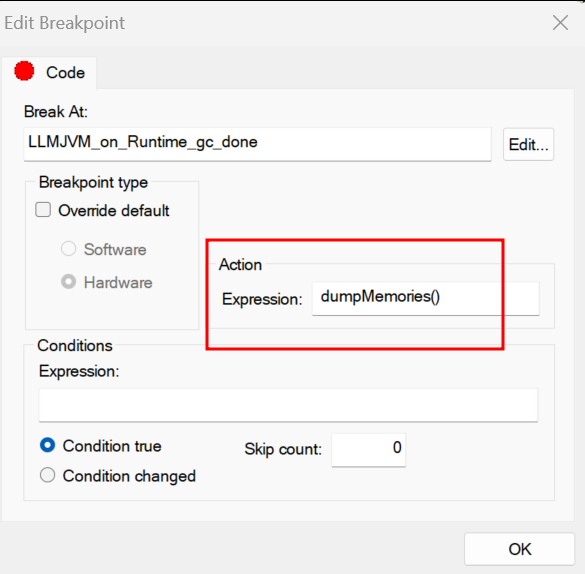 Edit Breakpoint
Code
Break At:
LLMJVM_on_Runtime_gc_done
Edit...
Breakpoint type
Override default
Software
Hardware
Action
Expression: dumpMemories()
Conditions
Expression:
Condition true
Skip count: 0
Condition changed
OK